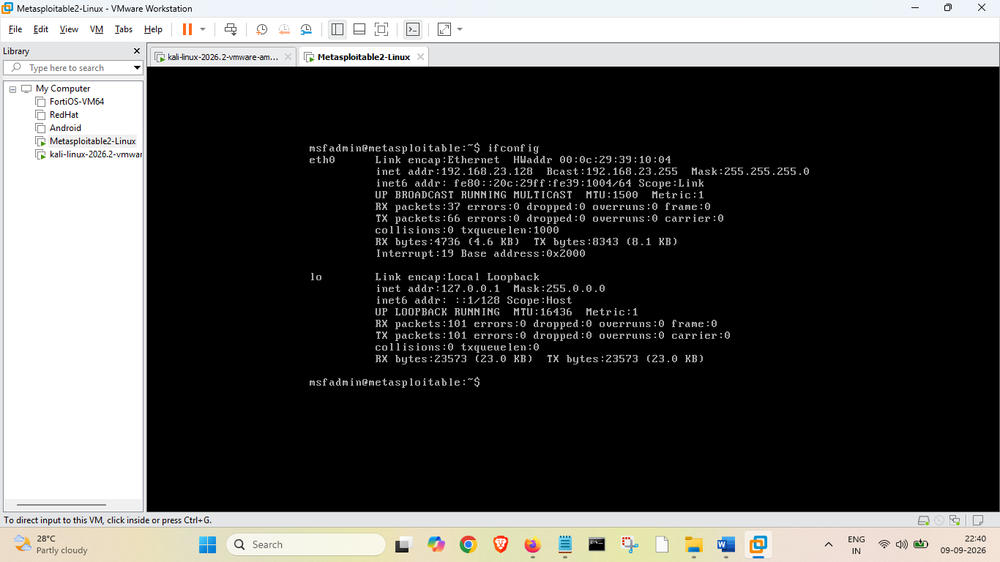 Metasploitable2-Linux - VMware Workstation
File Edit View VM Tabs Help
Library
Type here to search
My Computer
FortiOS-VM64
RedHat
Android
Metasploitable2-Linux
kali-linux-2026.2-vmwar
kali-linux-2026.2-vmware-am... Metasploitable2-Linux
msfadmin@metasploitable:~$ ifconfig
eth0 Link encap:Ethernet HWaddr 00:0c:29:39:10:04
inet addr:192.168.23.128 Bcast:192.168.23.255 Mask:255.255.255.0
inet6 addr: fe80::20c:29ff:fe39:1004/64 Scope:Link
UP BROADCAST RUNNING MULTICAST MTU:1500 Metric:1
RX packets:37 errors:0 dropped:0 overruns:0 frame:0
TX packets:66 errors:0 dropped:0 overruns:0 carrier:0
collisions:0 txqueuelen:1000
RX bytes:4736 (4.6 KB) TX bytes:8343 (8.1 KB)
Interrupt:19 Base address:0x2000
lo Link encap:Local Loopback
inet addr:127.0.0.1 Mask:255.0.0.0
inet6 addr: ::1/128 Scope:Host
UP LOOPBACK RUNNING MTU:16436 Metric:1
RX packets:101 errors:0 dropped:0 overruns:0 frame:0
TX packets:101 errors:0 dropped:0 overruns:0 carrier:0
collisions:0 txqueuelen:0
RX bytes:23573 (23.0 KB) TX bytes:23573 (23.0 KB)
msfadmin@metasploitable:~$
To direct input to this VM, click inside or press Ctrl+G.
28°C
Partly cloudy
Search
ENG
IN
22:40
09-09-2026